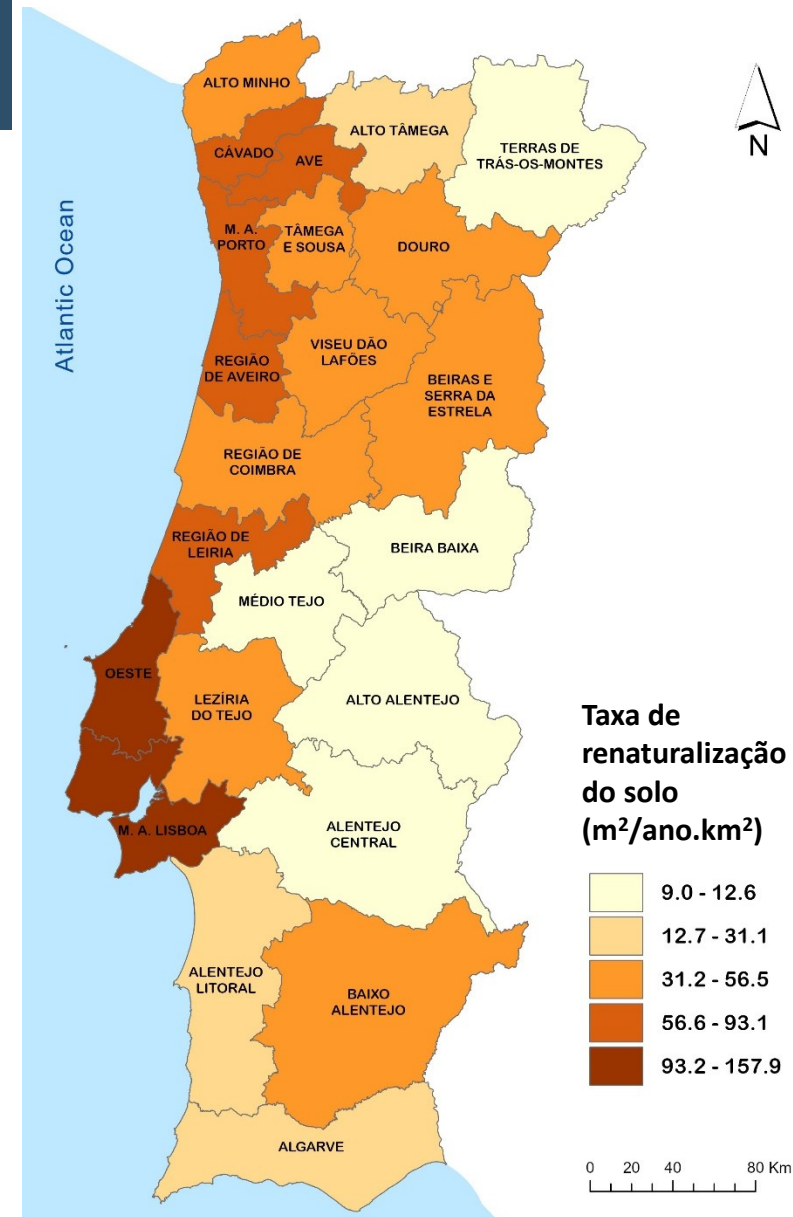 ALTO MINHO
ALTO TÂMEGA
TERRAS DE
TRÁS-OS-MONTES
N
CÁVADO
AVE
M. A.
PORTO
TÂMEGA
E SOUSA
DOURO
Atlantic Ocean
REGIÃO
DE AVEIRO
VISEU DÃO
LAFÕES
BEIRAS E
SERRA DA
ESTRELA
REGIÃO DE
COIMBRA
REGIÃO DE
LEIRIA
BEIRA BAIXA
MÉDIO TEJO
OESTE
LEZÍRIA
DO TEJO
ALTO ALENTEJO
M. A. LISBOA
ALENTEJO
CENTRAL
ALENTEJO
LITORAL
BAIXO
ALENTEJO
ALGARVE
Taxa de
renaturalização
do solo
(m²/ano.km²)
9.0 - 12.6
12.7 - 31.1
31.2 - 56.5
56.6 - 93.1
93.2 - 157.9
0 20 40 80 Km